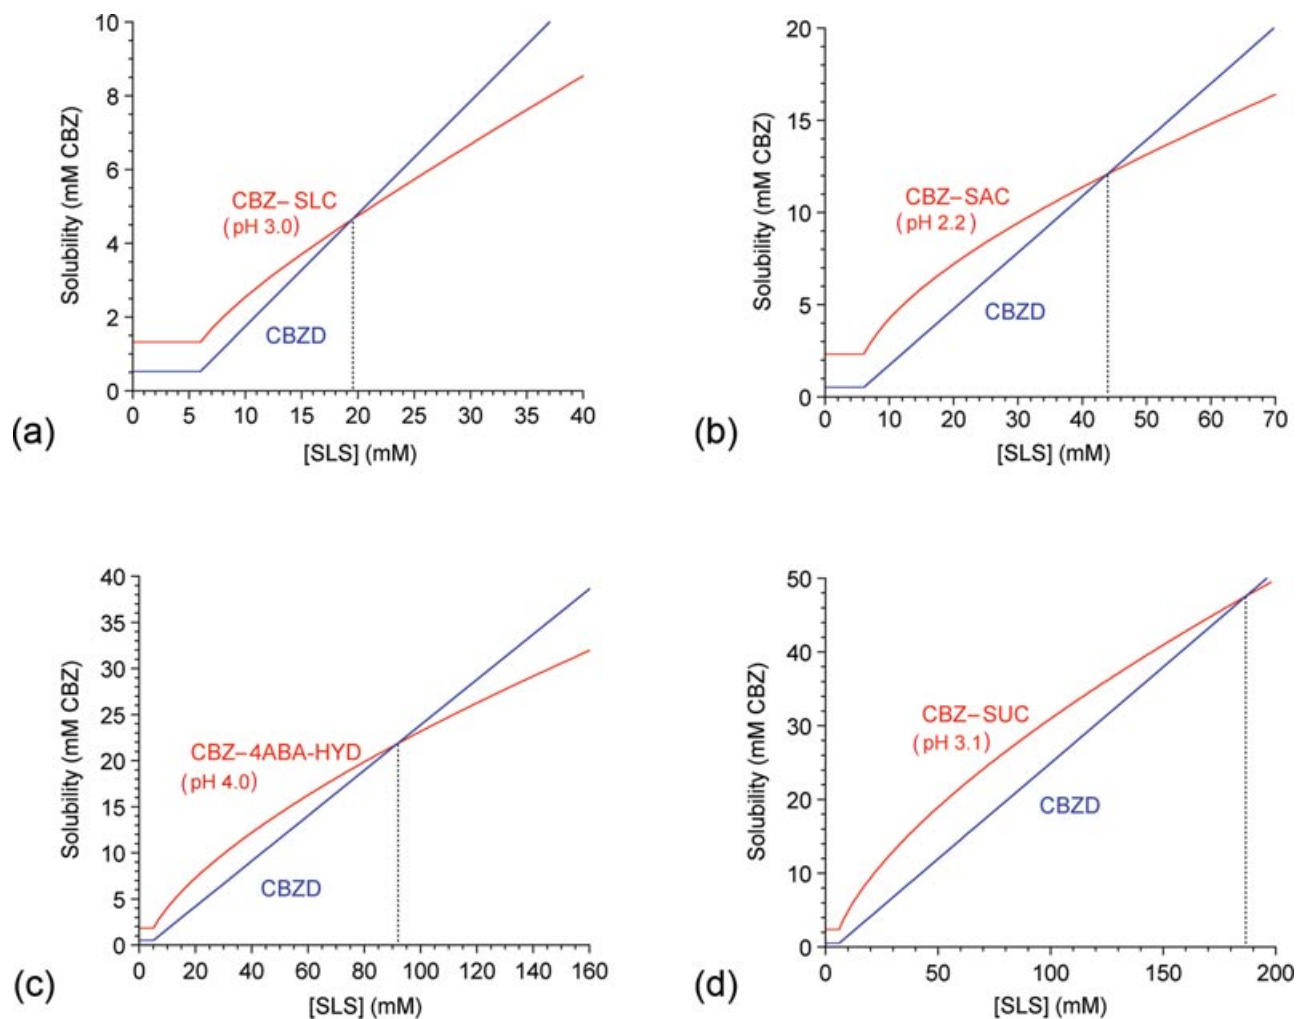 10
8
6
4
2
0
Solubility (mM CBZ)
CBZ– SLC
( pH 3.0 )
CBZD
0 5 10 15 20 25 30 35 40
[SLS] (mM)
(a)
20
15
10
5
0
Solubility (mM CBZ)
CBZ–SAC
( pH 2.2 )
CBZD
0 10 20 30 40 50 60 70
[SLS] (mM)
(b)
40
35
30
25
20
15
10
5
0
Solubility (mM CBZ)
CBZ–4ABA-HYD
( pH 4.0 )
CBZD
0 20 40 60 80 100 120 140 160
[SLS] (mM)
(c)
50
40
30
20
10
0
Solubility (mM CBZ)
CBZ–SUC
( pH 3.1 )
CBZD
0 50 100 150 200
[SLS] (mM)
(d)